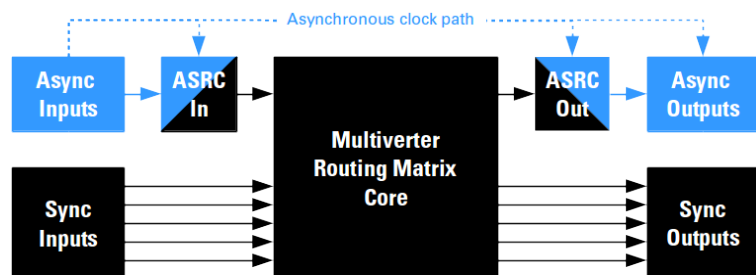 Asynchronous clock path
Async
Inputs
ASRC
In
Multiverter
Routing Matrix
Core
ASRC
Out
Async
Outputs
Sync
Inputs
Sync
Outputs